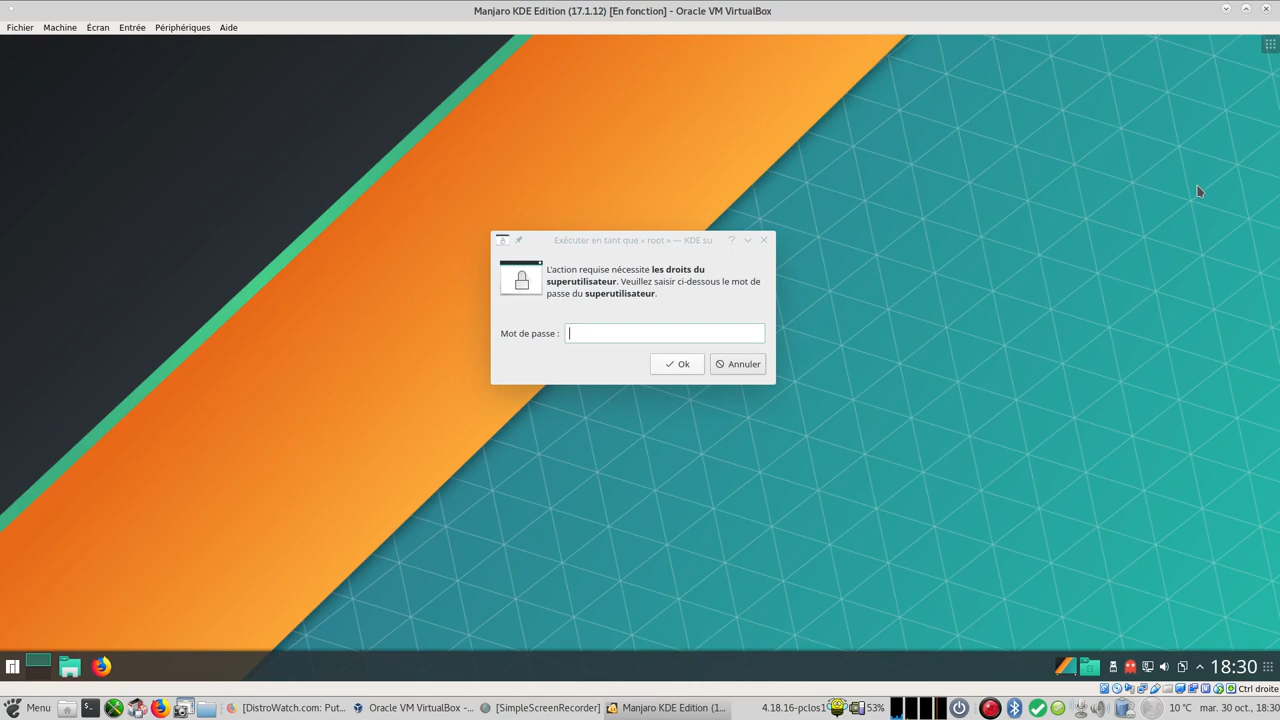 Manjaro KDE Edition (17.1.12) [En fonction] - Oracle VM VirtualBox
Fichier Machine Écran Entrée Périphériques Aide
Exécuter en tant que « root » — KDE su
L'action requise nécessite les droits du
superutilisateur. Veuillez saisir ci-dessous le mot de
passe du superutilisateur.
Mot de passe :
Ok Annuler
18:30
Ctrl droite
Menu [DistroWatch.com: Put... Oracle VM VirtualBox -... [SimpleScreenRecorder] Manjaro KDE Edition (1... 4.18.16-pclos1 53% 10 °C mar. 30 oct., 18:30